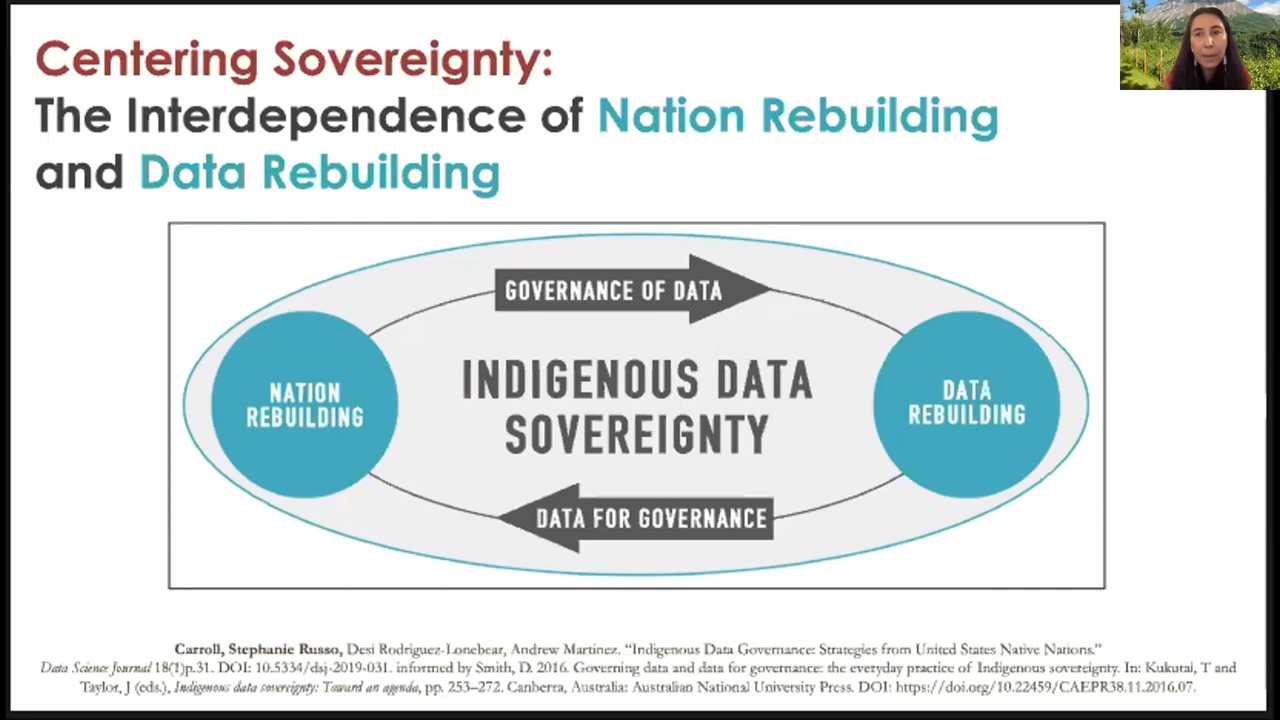 Centering Sovereignty:
The Interdependence of Nation Rebuilding
and Data Rebuilding
GOVERNANCE OF DATA
NATION
REBUILDING
INDIGENOUS DATA
SOVEREIGNTY
DATA
REBUILDING
DATA FOR GOVERNANCE
Carroll, Stephanie Russo, Desi Rodriguez-Lonebear, Andrew Martinez. “Indigenous Data Governance: Strategies from United States Native Nations.”
Data Science Journal 18(1)p.31. DOI: 10.5334/dsj-2019-031. informed by Smith, D. 2016. Governing data and data for governance: the everyday practice of Indigenous sovereignty. In: Kukutai, T and
Taylor, J (eds.), Indigenous data sovereignty: Toward an agenda, pp. 253–272. Canberra, Australia: Australian National University Press. DOI: https://doi.org/10.22459/CAEPR38.11.2016.07.